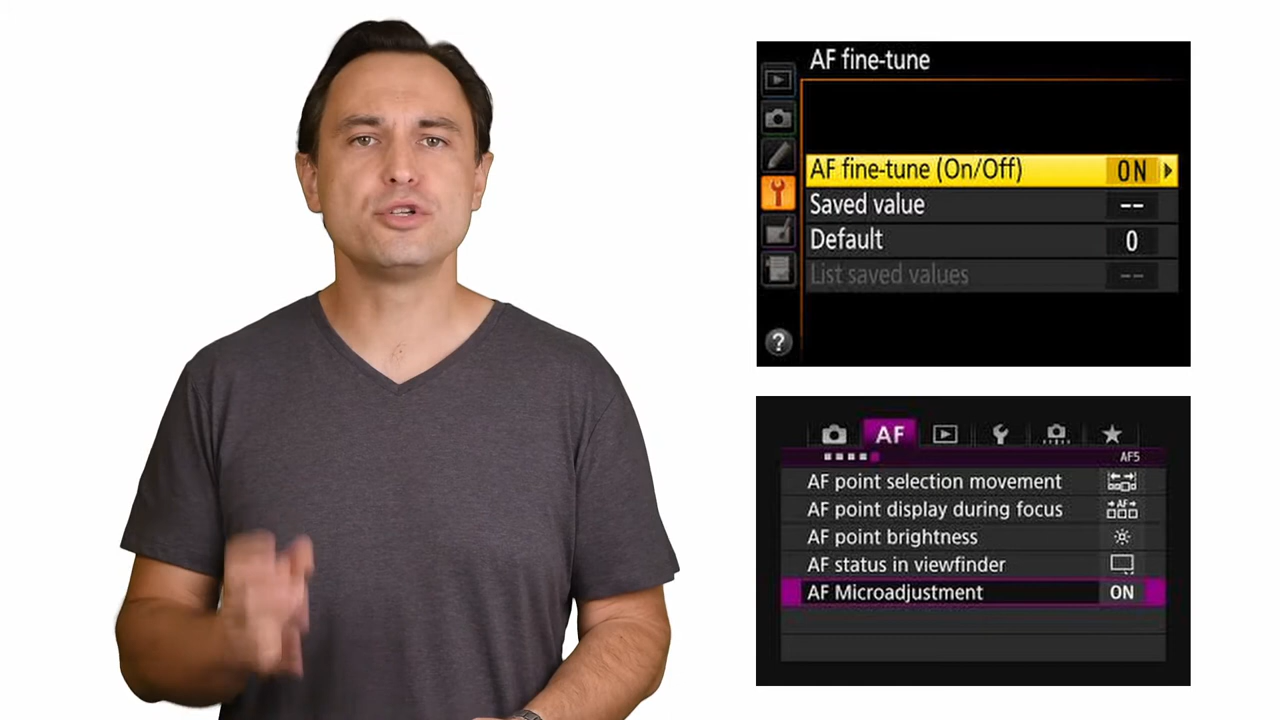 AF fine-tune
AF fine-tune (On/Off) ON
Saved value --
Default 0
List saved values --
?
AF
AF5
AF point selection movement
AF point display during focus
AF
AF point brightness
AF status in viewfinder
AF Microadjustment ON